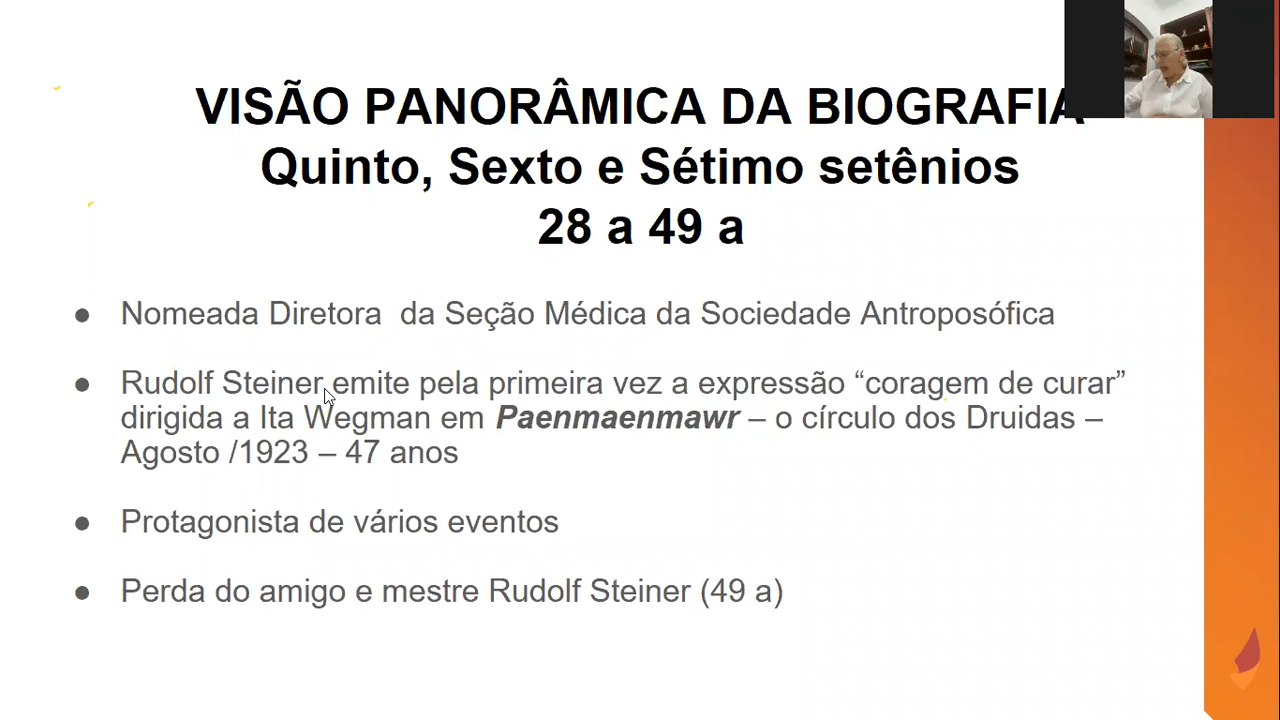 VISÃO PANORÂMICA DA BIOGRAFIA
Quinto, Sexto e Sétimo setênios
28 a 49 a
● Nomeada Diretora  da Seção Médica da Sociedade Antroposófica
● Rudolf Steiner emite pela primeira vez a expressão “coragem de curar”
dirigida a Ita Wegman em Paenmaenmawr – o círculo dos Druidas –
Agosto /1923 – 47 anos
● Protagonista de vários eventos
● Perda do amigo e mestre Rudolf Steiner (49 a)